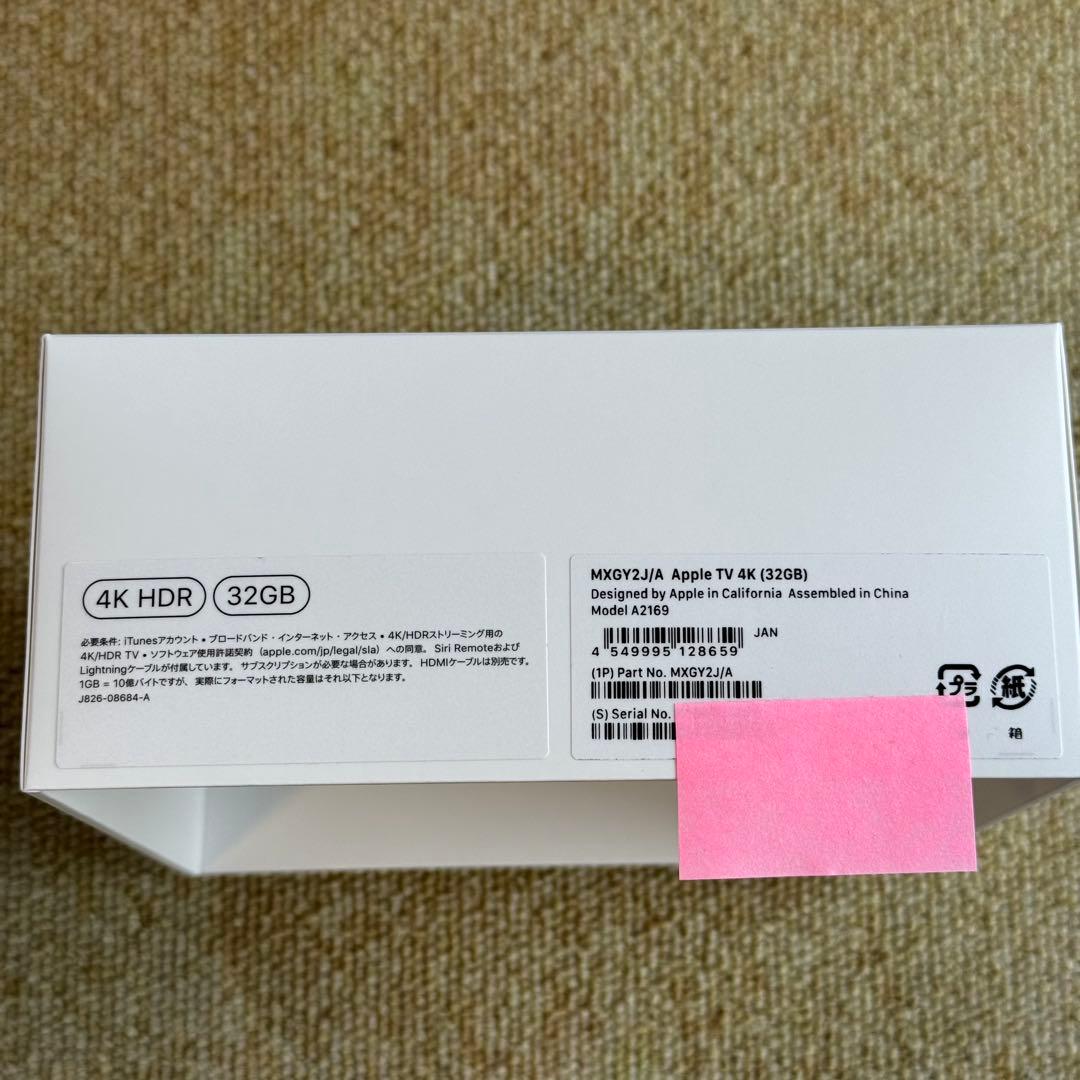 4K HDR 32GB
必要条件: iTunesアカウント • ブロードバンド・インターネット・アクセス • 4K/HDRストリーミング用の
4K/HDR TV • ソフトウェア使用許諾契約（apple.com/jp/legal/sla）への同意。 Siri Remoteおよび
Lightningケーブルが付属しています。 サブスクリプションが必要な場合があります。 HDMIケーブルは別売です。
1GB = 10億バイトですが、実際にフォーマットされた容量はそれ以下となります。
J826-08684-A
MXGY2J/A Apple TV 4K (32GB)
Designed by Apple in California Assembled in China
Model A2169
JAN
4 549995 128659
(1P) Part No. MXGY2J/A
(S) Serial No.
プラ
紙
箱